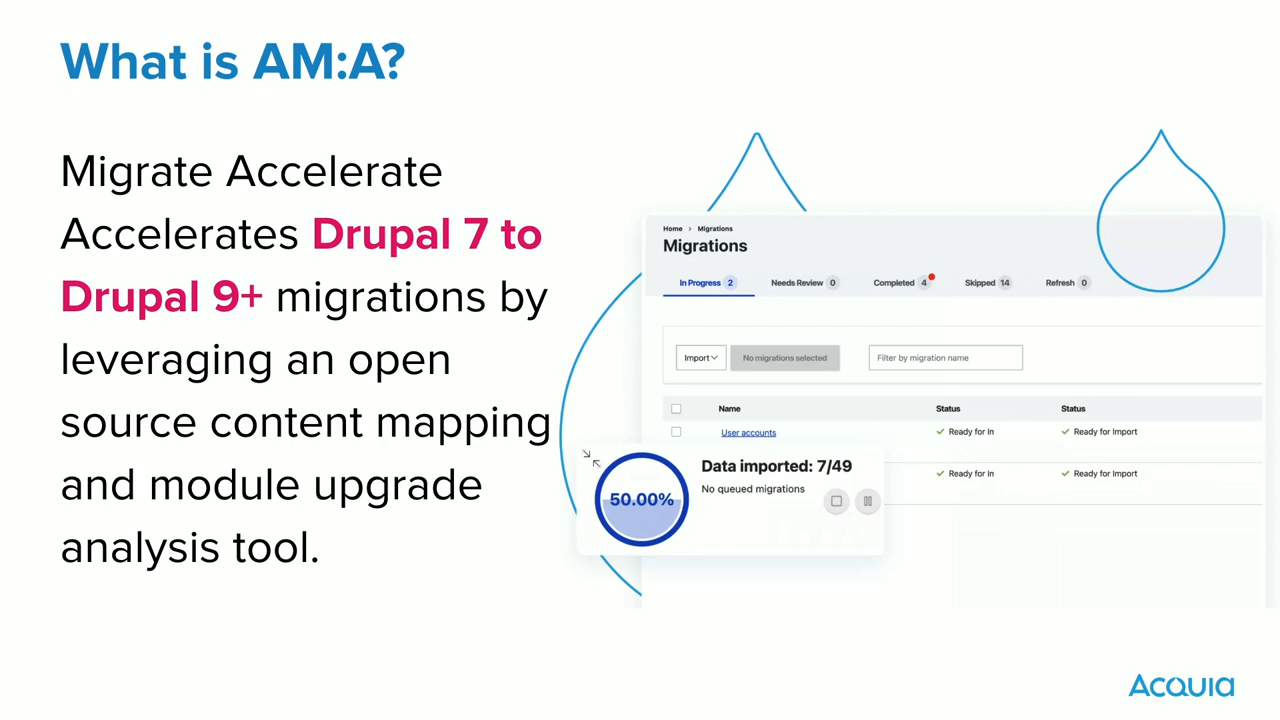 What is AM:A?
Migrate Accelerate
Accelerates Drupal 7 to
Drupal 9+ migrations by
leveraging an open
source content mapping
and module upgrade
analysis tool.
Home > Migrations
Migrations
In Progress 2 Needs Review 0 Completed 4 Skipped 14 Refresh 0
Import No migrations selected Filter by migration name
Name Status Status
User accounts Ready for In Ready for Import
Ready for In Ready for Import
50.00%
Data imported: 7/49
No queued migrations
Acquia